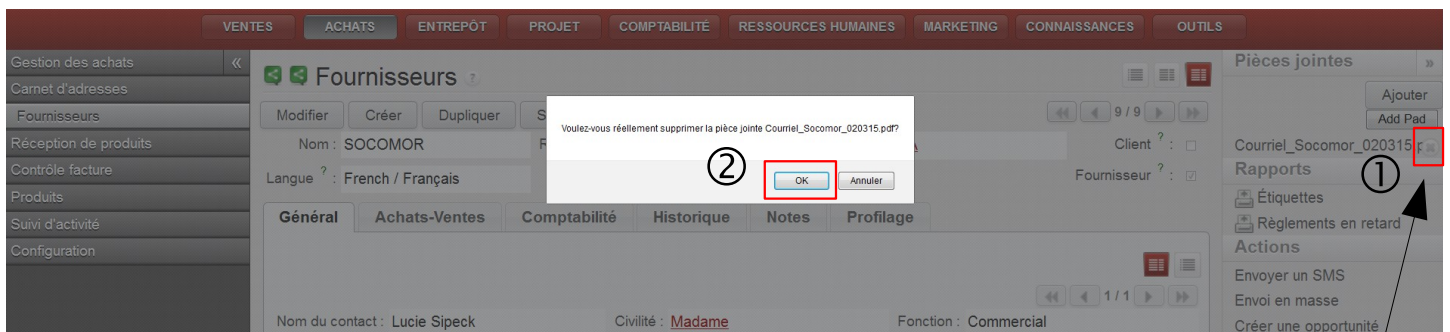 VENTES ACHATS ENTREPÔT PROJET COMPTABILITÉ RESSOURCES HUMAINES MARKETING CONNAISSANCES OUTILS
Gestion des achats «
Carnet d'adresses
Fournisseurs
Réception de produits
Contrôle facture
Produits
Suivi d'activité
Configuration
Fournisseurs ?
Modifier Créer Dupliquer S
9 / 9
Nom : SOCOMOR R
Client ? :
Langue ? : French / Français
Fournisseur ? :
Voulez-vous réellement supprimer la pièce jointe Courriel_Socomor_020315.pdf?
②
OK Annuler
Général Achats-Ventes Comptabilité Historique Notes Profilage
1 / 1
Nom du contact : Lucie Sipeck Civilité : Madame Fonction : Commercial
Pièces jointes »
Ajouter
Add Pad
Courriel_Socomor_020315.p
①
Rapports
Étiquettes
Règlements en retard
Actions
Envoyer un SMS
Envoi en masse
Créer une opportunité